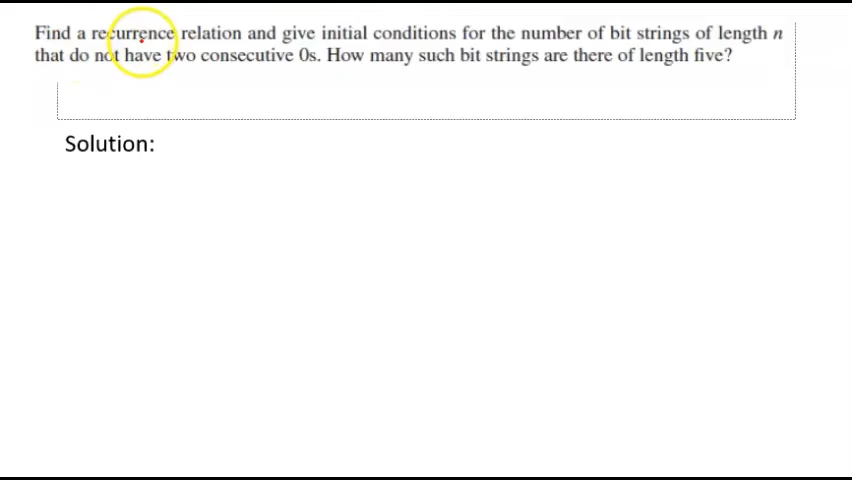 Find a recurrence relation and give initial conditions for the number of bit strings of length n
that do not have two consecutive 0s. How many such bit strings are there of length five?
Solution: